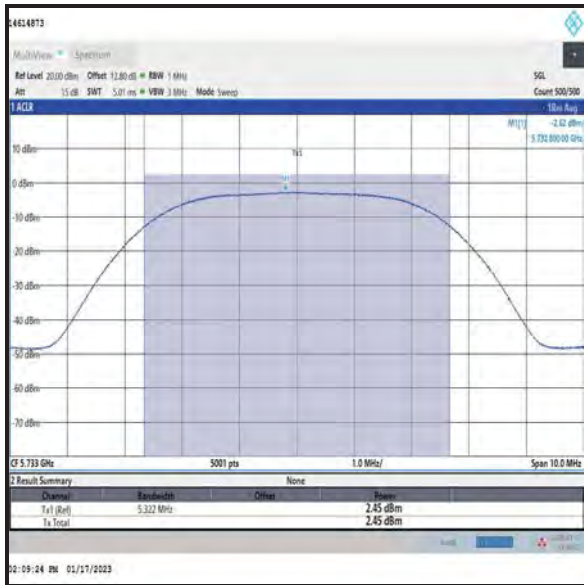 14614873
MultiView Spectrum
Ref Level 20.00 dBm Offset 12.80 dB RBW 1 MHz SGL
Att 15 dB SWT 5.01 ms VBW 3 MHz Mode Sweep Count 500/500
1 ACLR
M1[1] -2.62 dBm
5.732 800 00 GHz
10 dBm
Tx1
0 dBm
M1
-10 dBm
-20 dBm
-30 dBm
-40 dBm
-50 dBm
-60 dBm
-70 dBm
CF 5.733 GHz 5001 pts 1.0 MHz/ Span 10.0 MHz
2 Result Summary None
Channel Bandwidth Offset Power
Tx1 (Ref) 5.322 MHz 2.45 dBm
Tx Total 2.45 dBm
02:09:24 PM 01/17/2023